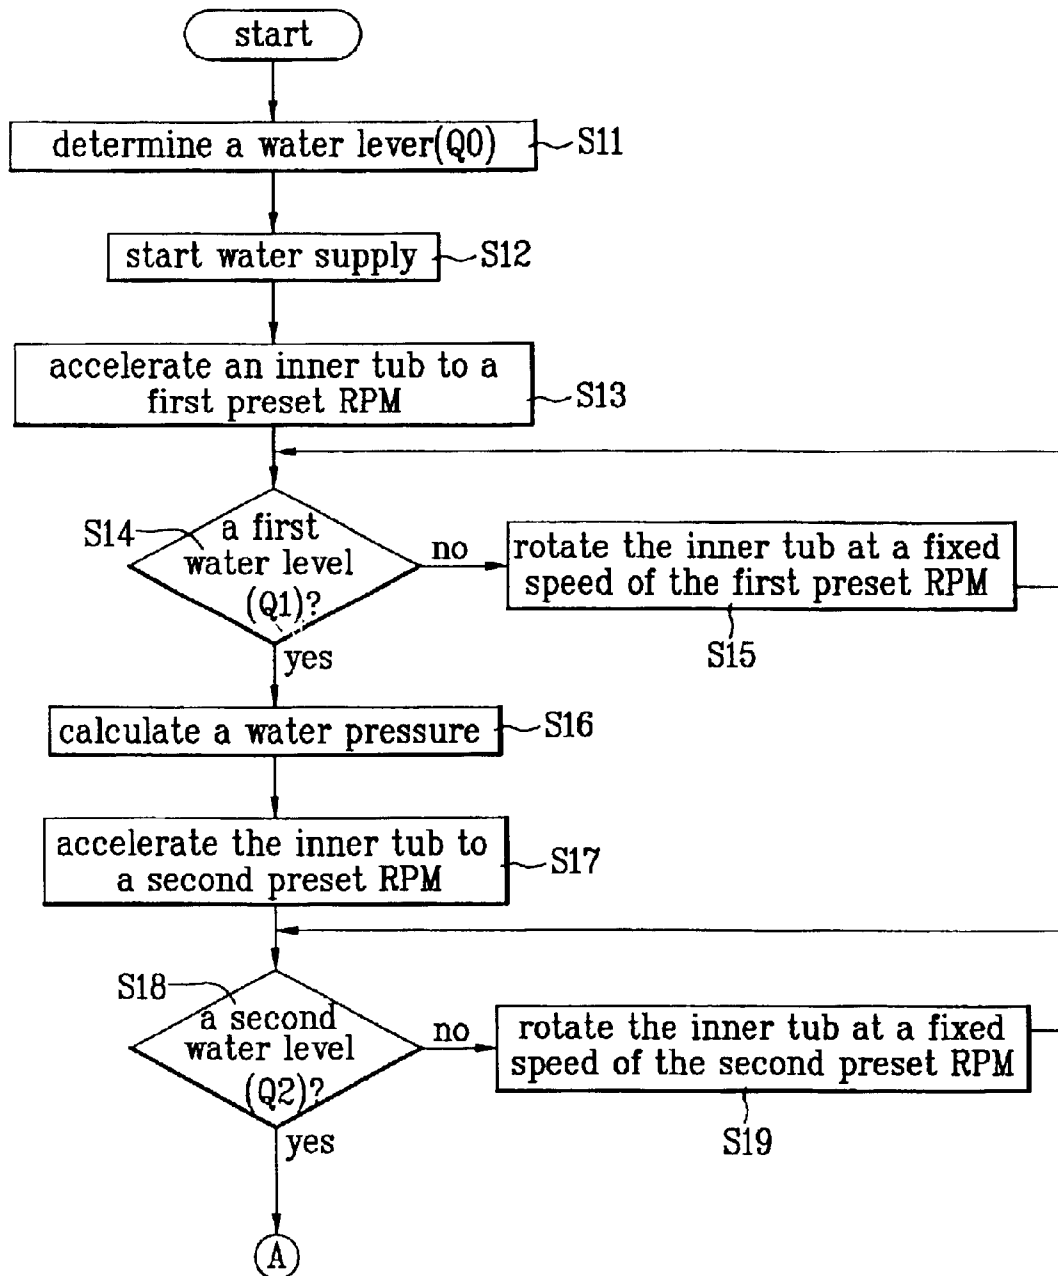 start
determine a water lever(Q0)
S11
start water supply
S12
accelerate an inner tub to a
first preset RPM
S13
S14
a first
water level
(Q1)?
no
yes
rotate the inner tub at a fixed
speed of the first preset RPM
S15
calculate a water pressure
S16
accelerate the inner tub to
a second preset RPM
S17
S18
a second
water level
(Q2)?
no
yes
rotate the inner tub at a fixed
speed of the second preset RPM
S19
A